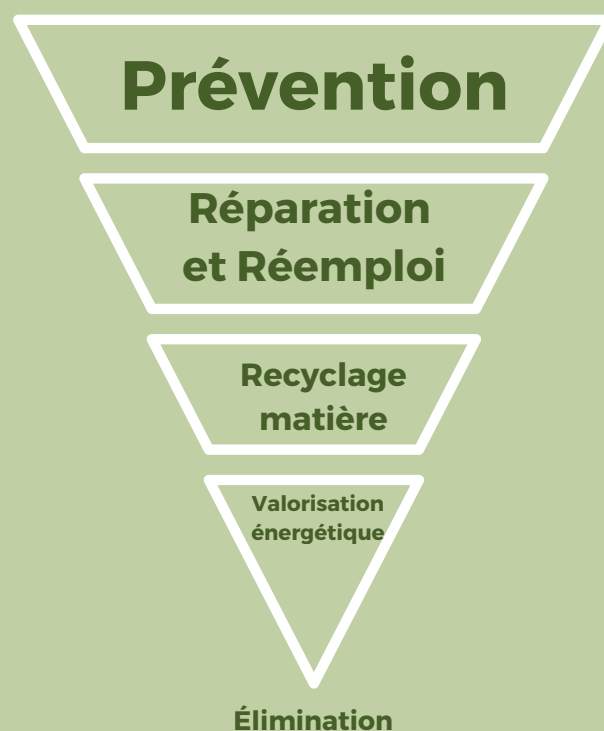 Prévention
Réparation
et Réemploi
Recyclage
matière
Valorisation
énergétique
Élimination